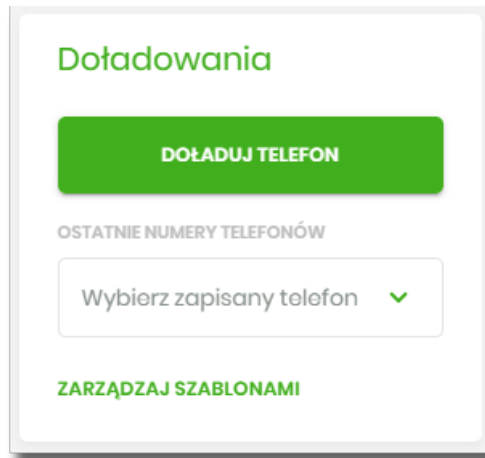 Doładowania
DOŁADUJ TELEFON
OSTATNIE NUMERY TELEFONÓW
Wybierz zapisany telefon
ZARZĄDZAJ SZABLONAMI